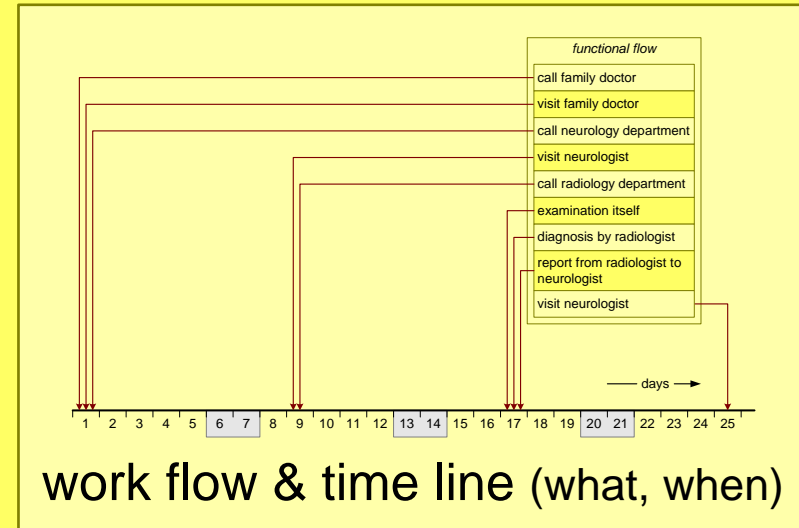 functional flow
call family doctor
visit family doctor
call neurology department
visit neurologist
call radiology department
examination itself
diagnosis by radiologist
report from radiologist to
neurologist
visit neurologist
days
1 2 3 4 5 6 7 8 9 10 11 12 13 14 15 16 17 18 19 20 21 22 23 24 25
work flow & time line (what, when)